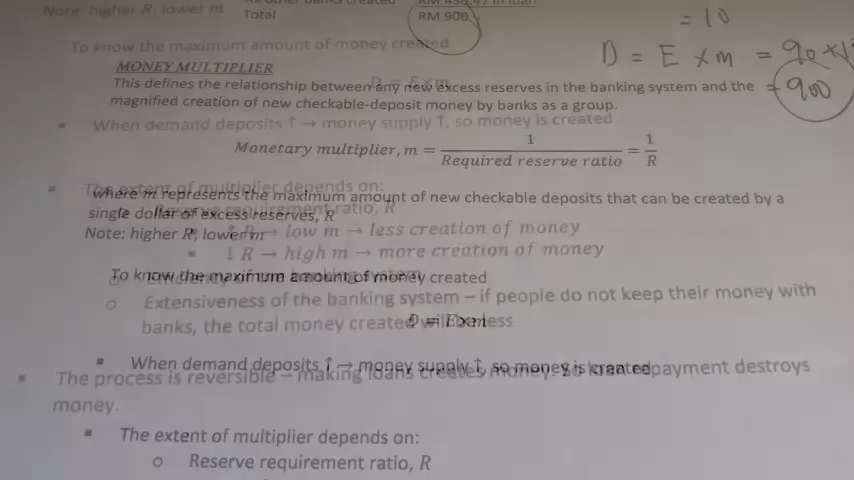 Note: higher R, lower m
Total RM 900
= 10
To know the maximum amount of money created
D = E × m = 90 ×
= 900
MONEY MULTIPLIER
This defines the relationship between any new excess reserves in the banking system and the
magnified creation of new checkable-deposit money by banks as a group.
▪ When demand deposits ↑ → money supply ↑, so money is created
Monetary multiplier, m = 1 / Required reserve ratio = 1 / R
▪ The extent of multiplier depends on:
where m represents the maximum amount of new checkable deposits that can be created by a
single dollar of excess reserves, R
ratio, R
Note: higher R, lower m
→ low m → less creation of money
▪ ↓ R → high m → more creation of money
To know the maximum amount of money created
o Extensiveness of the banking system – if people do not keep their money with
banks, the total money created will be less
D = E × m
▪ When demand deposits ↑ → money supply ↑, so money is created
▪ The process is reversible – making loans creates money. repayment destroys
money.
▪ The extent of multiplier depends on:
o Reserve requirement ratio, R